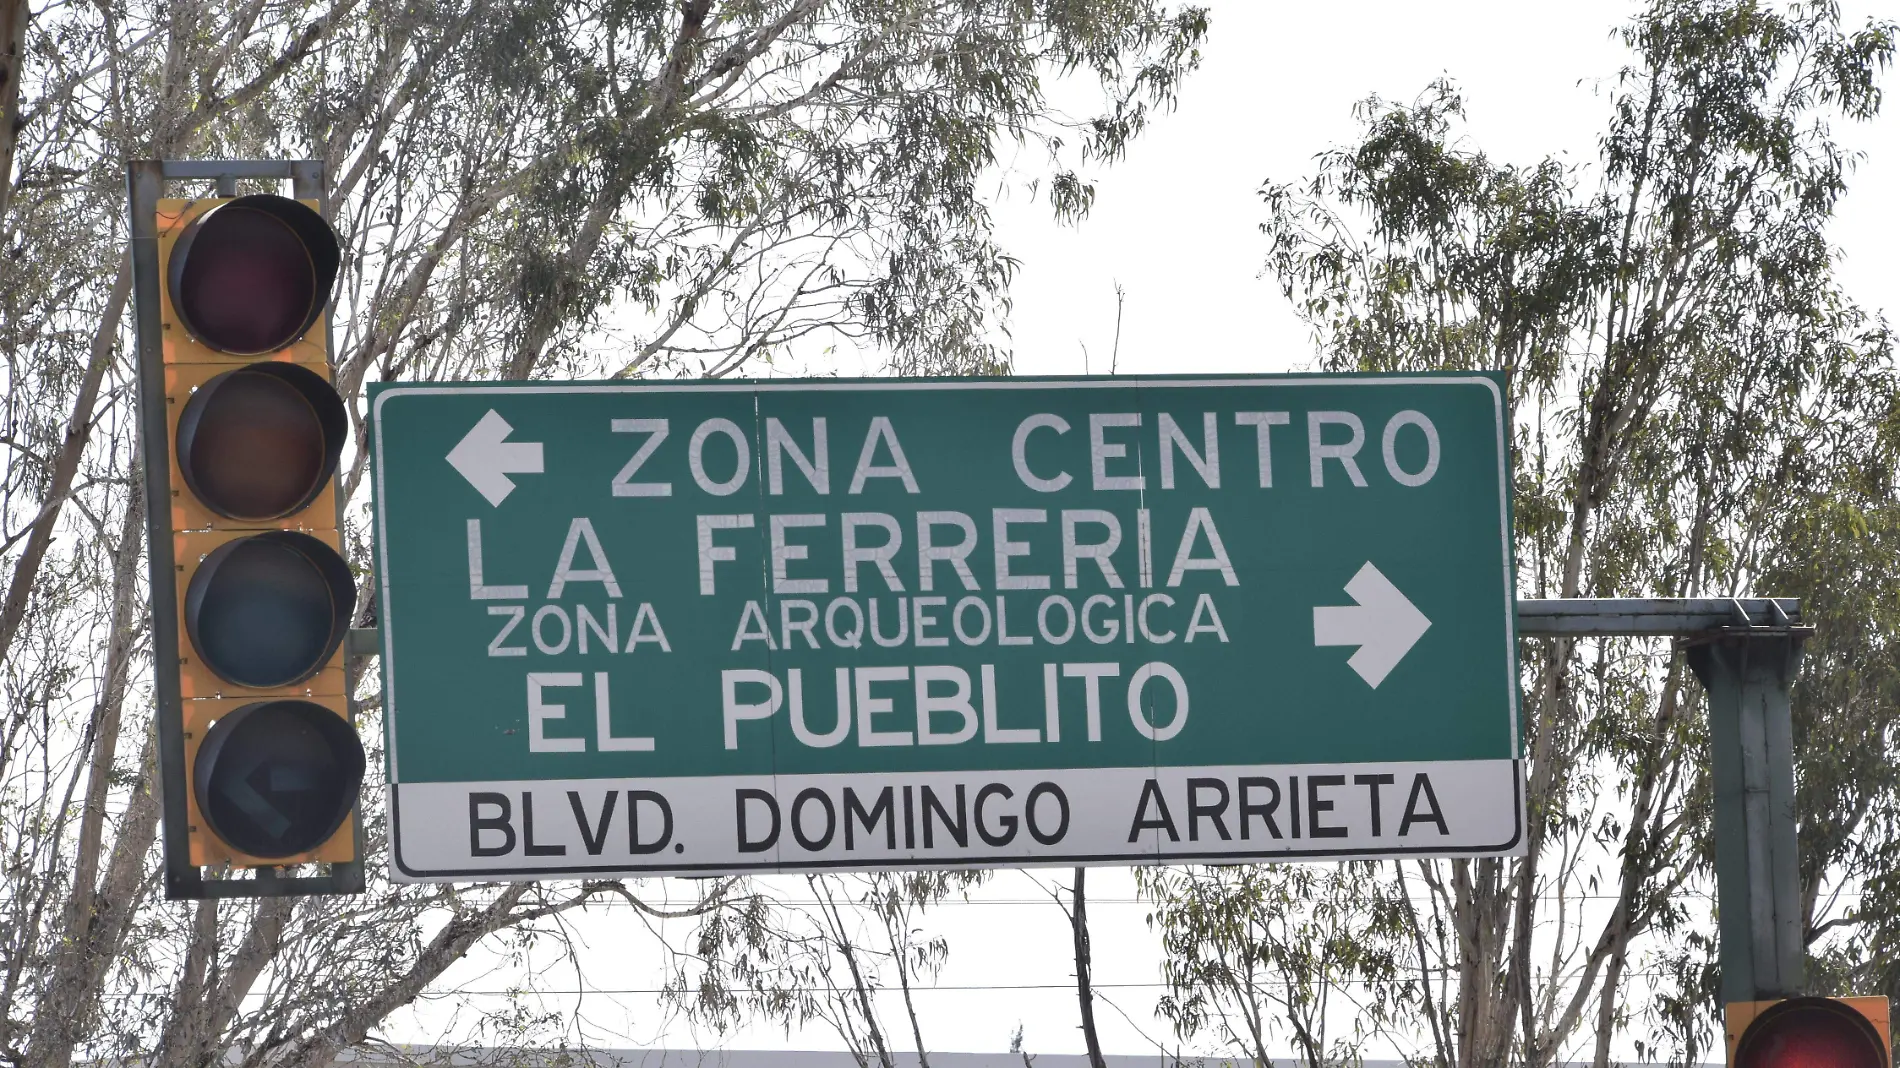 ZONA CENTRO
LA FERRERIA
ZONA ARQUEOLOGICA
EL PUEBLITO
BLVD. DOMINGO ARRIETA